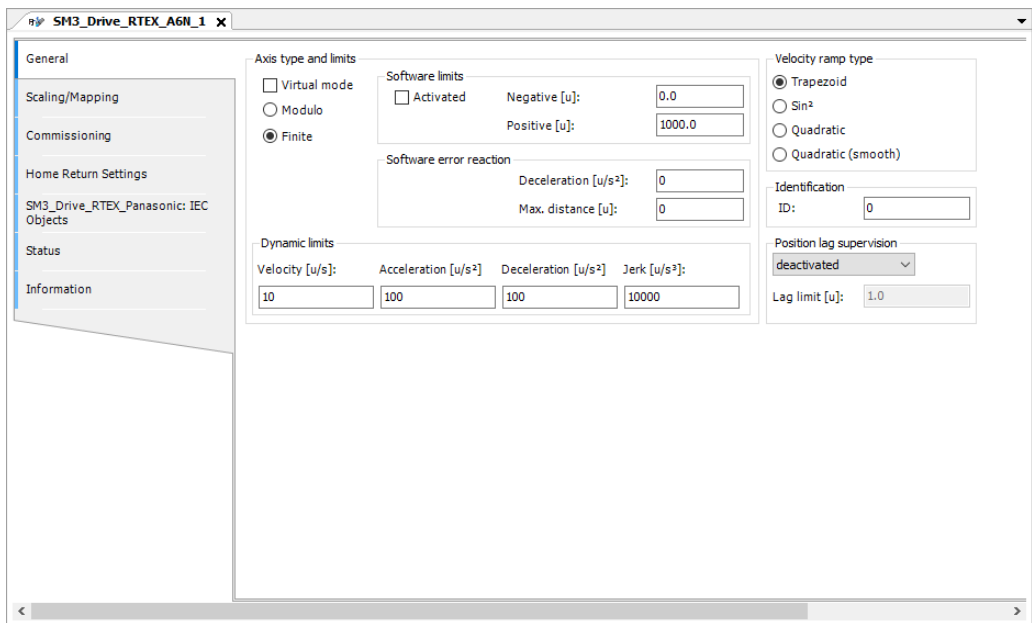 SM3_Drive_RTEX_A6N_1 X
General
Scaling/Mapping
Commissioning
Home Return Settings
SM3_Drive_RTEX_Panasonic: IEC
Objects
Status
Information
Axis type and limits
Virtual mode
Modulo
Finite
Software limits
Activated
Negative [u]: 0.0
Positive [u]: 1000.0
Software error reaction
Deceleration [u/s²]: 0
Max. distance [u]: 0
Dynamic limits
Velocity [u/s]: Acceleration [u/s²] Deceleration [u/s²] Jerk [u/s³]:
10 100 100 10000
Velocity ramp type
Trapezoid
Sin²
Quadratic
Quadratic (smooth)
Identification
ID: 0
Position lag supervision
deactivated
Lag limit [u]: 1.0